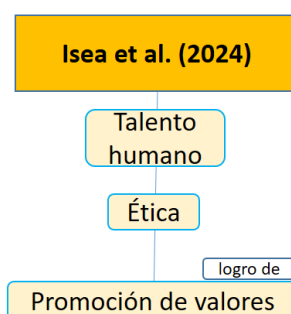 Isea et al. (2024)
Talento
humano
Ética
logro de
Promoción de valores